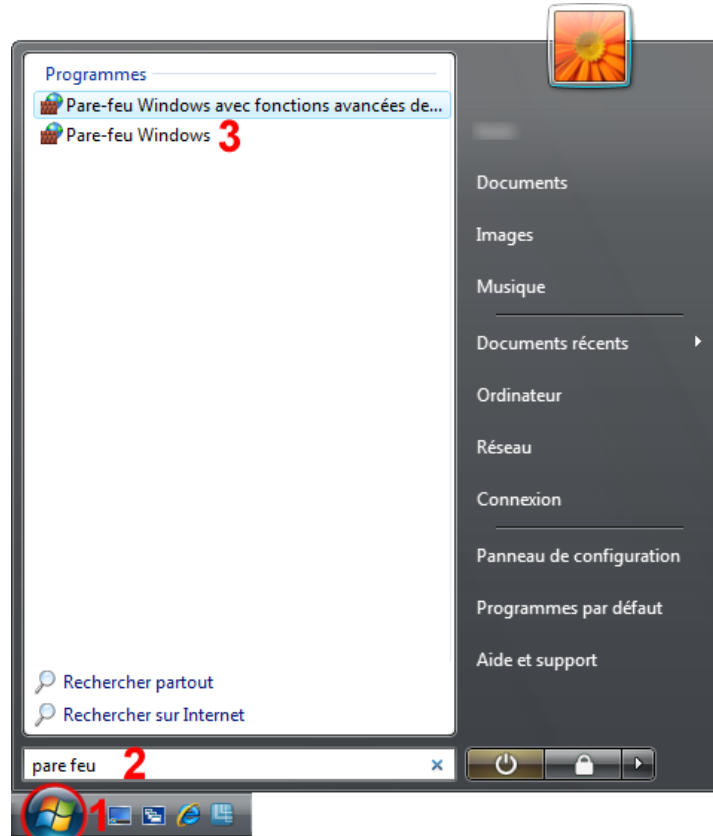 Programmes
Pare-feu Windows avec fonctions avancées de...
Pare-feu Windows 3
Rechercher partout
Rechercher sur Internet
pare feu 2
1
Documents
Images
Musique
Documents récents
Ordinateur
Réseau
Connexion
Panneau de configuration
Programmes par défaut
Aide et support